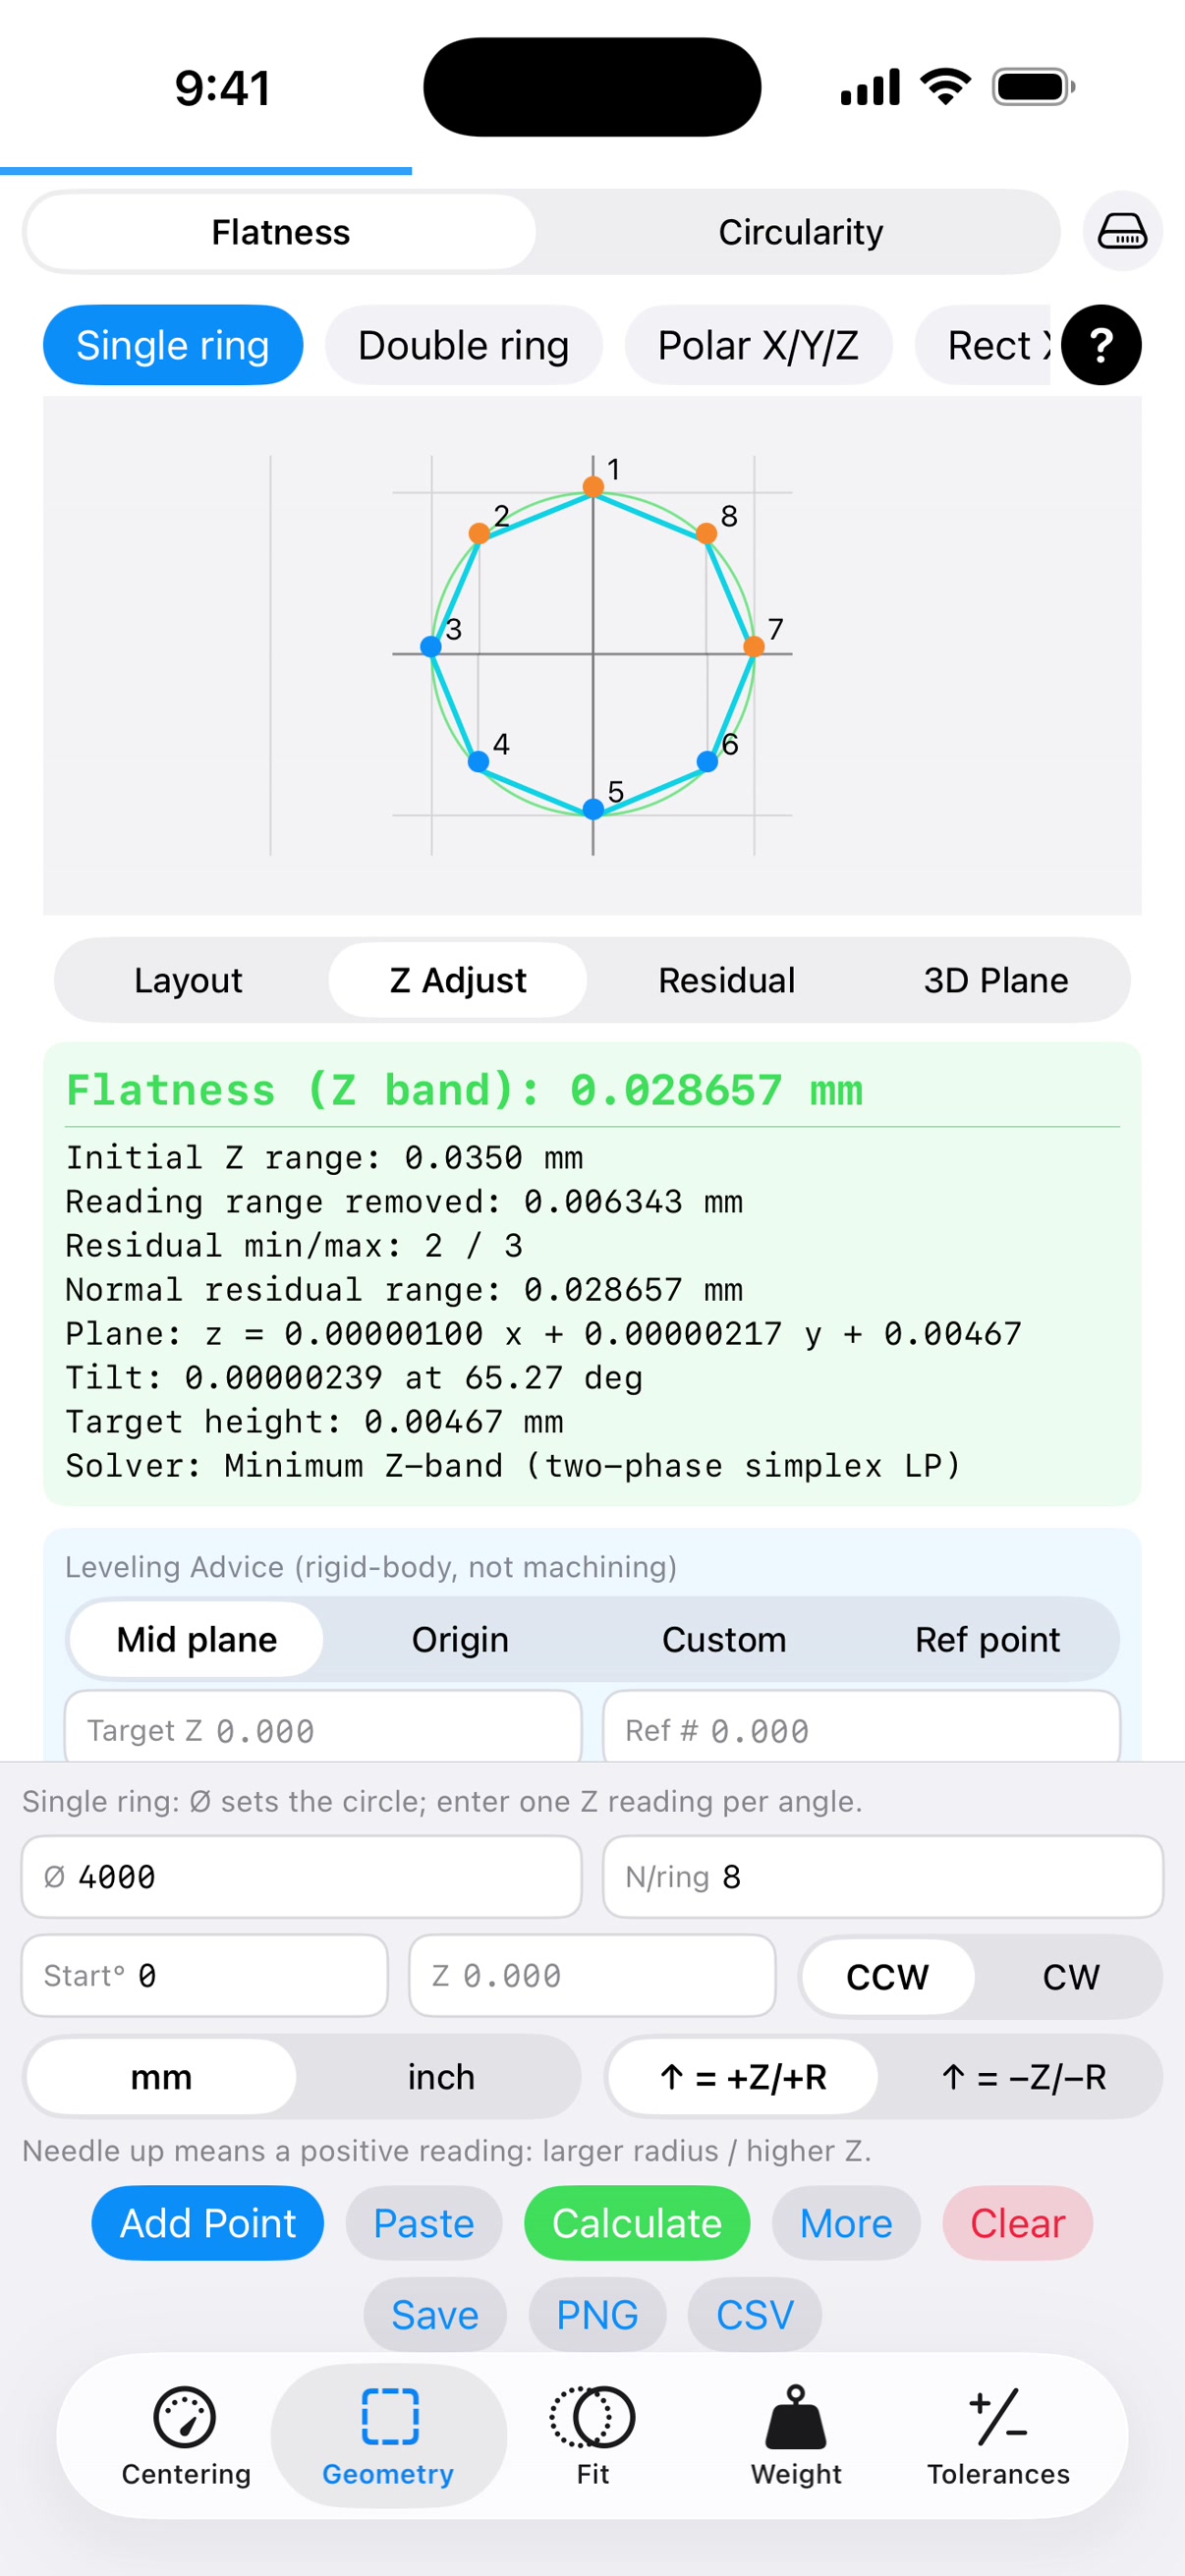 9:41
Flatness
Circularity
Single ring
Double ring
Polar X/Y/Z
Rect
?
1
2
8
3
7
4
6
5
Layout
Z Adjust
Residual
3D Plane
Flatness (Z band): 0.028657 mm
Initial Z range: 0.0350 mm
Reading range removed: 0.006343 mm
Residual min/max: 2 / 3
Normal residual range: 0.028657 mm
Plane: z = 0.00000100 x + 0.00000217 y + 0.00467
Tilt: 0.00000239 at 65.27 deg
Target height: 0.00467 mm
Solver: Minimum Z-band (two-phase simplex LP)
Leveling Advice (rigid-body, not machining)
Mid plane
Origin
Custom
Ref point
Target Z 0.000
Ref # 0.000
Single ring: Ø sets the circle; enter one Z reading per angle.
Ø 4000
N/ring 8
Start° 0
Z 0.000
CCW
CW
mm
inch
↑ = +Z/+R
↑ = −Z/−R
Needle up means a positive reading: larger radius / higher Z.
Add Point
Paste
Calculate
More
Clear
Save
PNG
CSV
Centering
Geometry
Fit
Weight
Tolerances